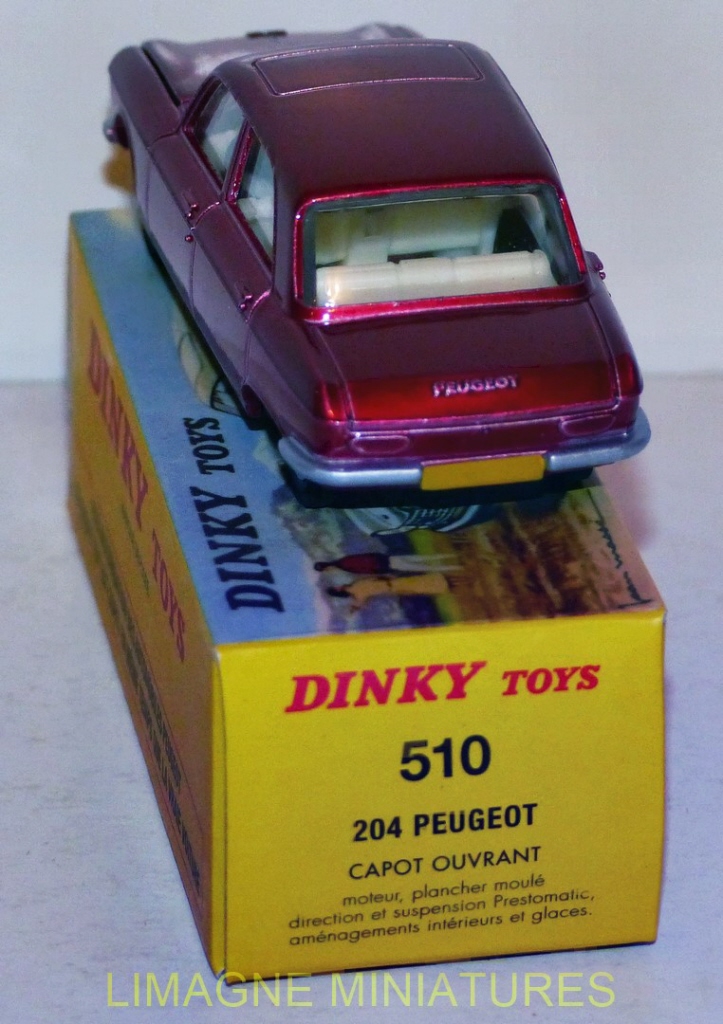 PEUGEOT
DINKY TOYS
DINKY TOYS
DINKY TOYS
510
204 PEUGEOT
CAPOT OUVRANT
moteur, plancher moulé
direction et suspension Prestomatic,
aménagements intérieurs et glaces.
LIMAGNE MINIATURES